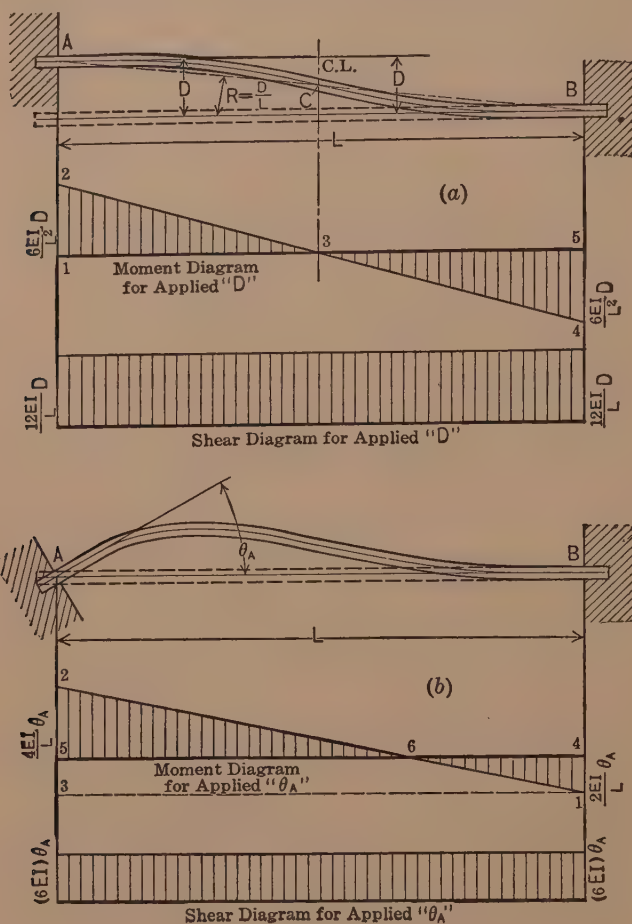 A
C.L.
D
D
B
R=D/L
C
L
2
(a)
6EI/L² D
3
5
1
Moment Diagram
for Applied "D"
6EI/L² D
4
12EI/L D
12EI/L D
Shear Diagram for Applied "D"
A
θA
B
L
2
(b)
4EI/L θA
5
6
4
Moment Diagram
for Applied "θA"
3
1
2EI/L θA
(6EI)θA
(6EI)θA
Shear Diagram for Applied "θA"